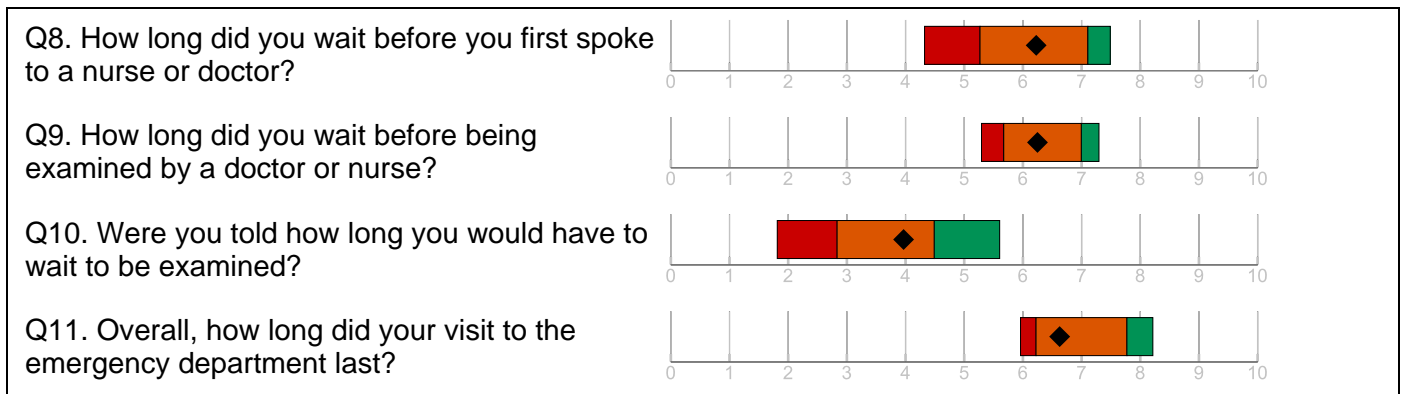 Q8. How long did you wait before you first spoke
to a nurse or doctor?
0 1 2 3 4 5 6 7 8 9 10
Q9. How long did you wait before being
examined by a doctor or nurse?
0 1 2 3 4 5 6 7 8 9 10
Q10. Were you told how long you would have to
wait to be examined?
0 1 2 3 4 5 6 7 8 9 10
Q11. Overall, how long did your visit to the
emergency department last?
0 1 2 3 4 5 6 7 8 9 10